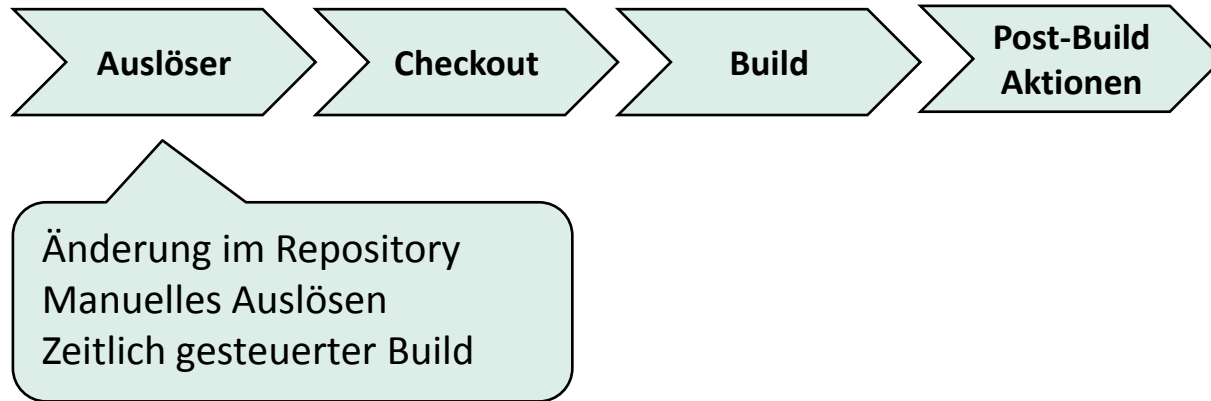 Auslöser
Checkout
Build
Post-Build
Aktionen
Änderung im Repository
Manuelles Auslösen
Zeitlich gesteuerter Build